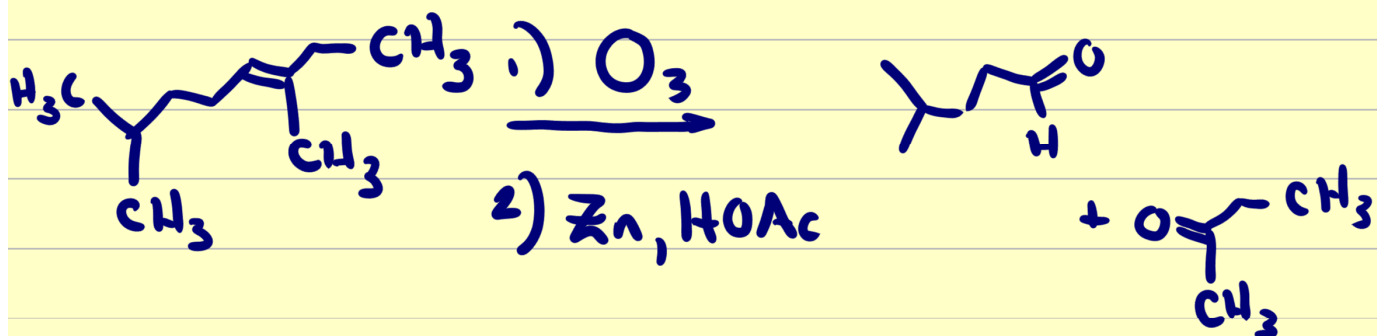 H₃C CH₃ CH₃ CH₃ 1.) O₃
2) Zn, HOAc
O
H
+ O CH₃
CH₃